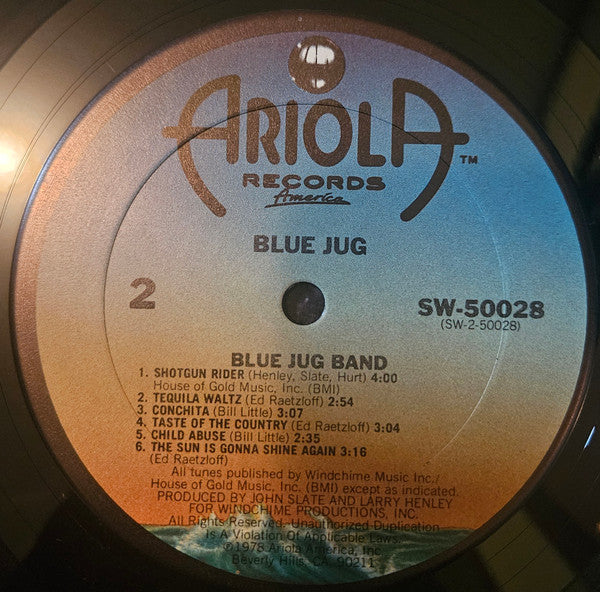 ARIOLA™
RECORDS
America
BLUE JUG
2
SW-50028
(SW-2-50028)
BLUE JUG BAND
1. SHOTGUN RIDER (Henley, Slate, Hurt) 4:00
House of Gold Music, Inc. (BMI)
2. TEQUILA WALTZ (Ed Raetzloff) 2:54
3. CONCHITA (Bill Little) 3:07
4. TASTE OF THE COUNTRY (Ed Raetzloff) 3:04
5. CHILD ABUSE (Bill Little) 2:35
6. THE SUN IS GONNA SHINE AGAIN 3:16
(Ed Raetzloff)
All tunes published by Windchime Music Inc./
House of Gold Music, Inc. (BMI) except as indicated.
PRODUCED BY JOHN SLATE AND LARRY HENLEY
FOR WINDCHIME PRODUCTIONS, INC.
All Rights Reserved.-Unauthorized Duplication
Is A Violation Of Applicable Laws.
©1978 Ariola America, Inc.
Beverly Hills, CA. 90211